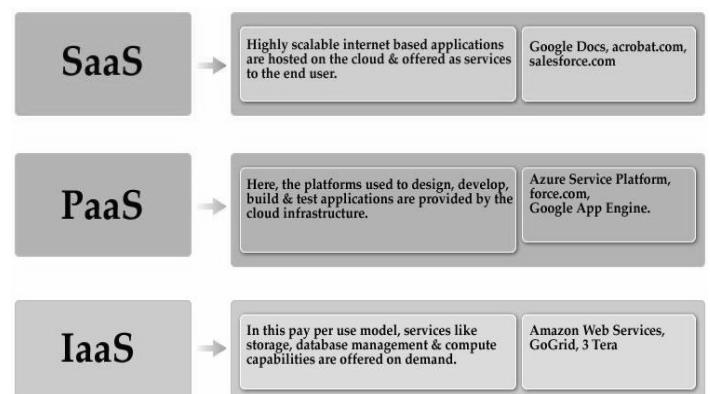 SaaS
Highly scalable internet based applications
are hosted on the cloud & offered as services
to the end user.
Google Docs, acrobat.com,
salesforce.com
PaaS
Here, the platforms used to design, develop,
build & test applications are provided by the
cloud infrastructure.
Azure Service Platform,
force.com,
Google App Engine.
IaaS
In this pay per use model, services like
storage, database management & compute
capabilities are offered on demand.
Amazon Web Services,
GoGrid, 3 Tera